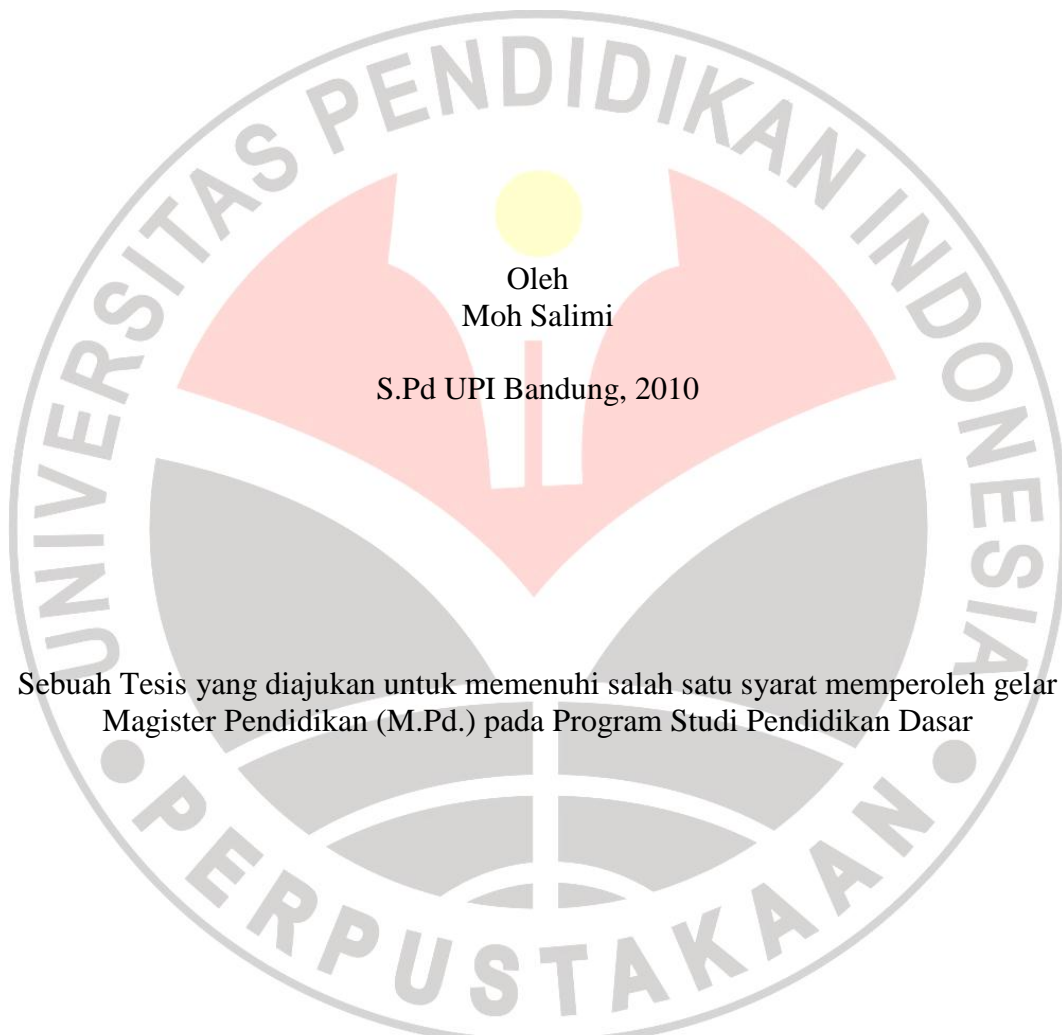 UNIVERSITAS PENDIDIKAN INDONESIA
Oleh
Moh Salimi
S.Pd UPI Bandung, 2010
Sebuah Tesis yang diajukan untuk memenuhi salah satu syarat memperoleh gelar
Magister Pendidikan (M.Pd.) pada Program Studi Pendidikan Dasar
PERPUSTAKAAN